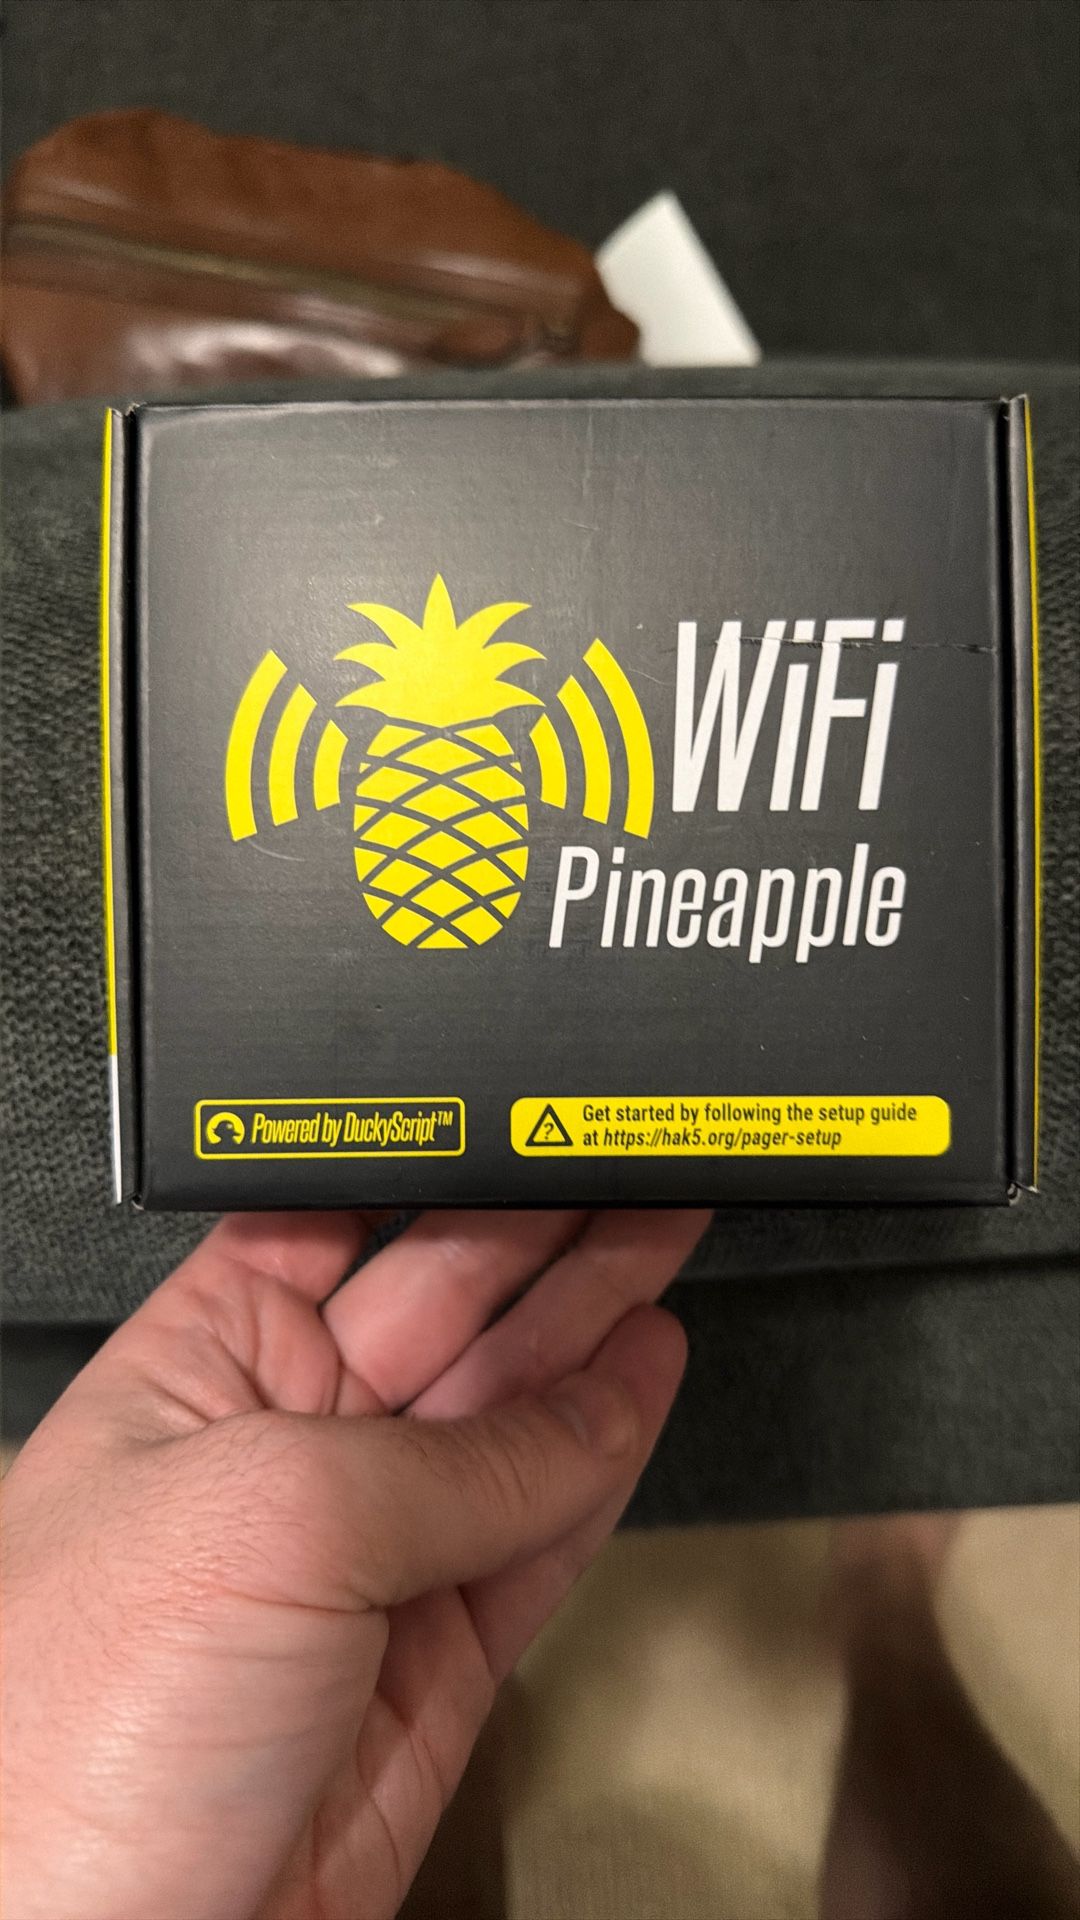 WiFi
Pineapple
Powered by DuckyScript™
?
Get started by following the setup guide
at https://hak5.org/pager-setup